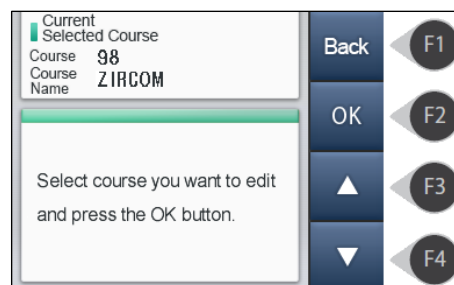 Current
Selected Course
Course 98
Course
Name ZIRCOM
Select course you want to edit
and press the OK button.
Back
OK
F1
F2
F3
F4